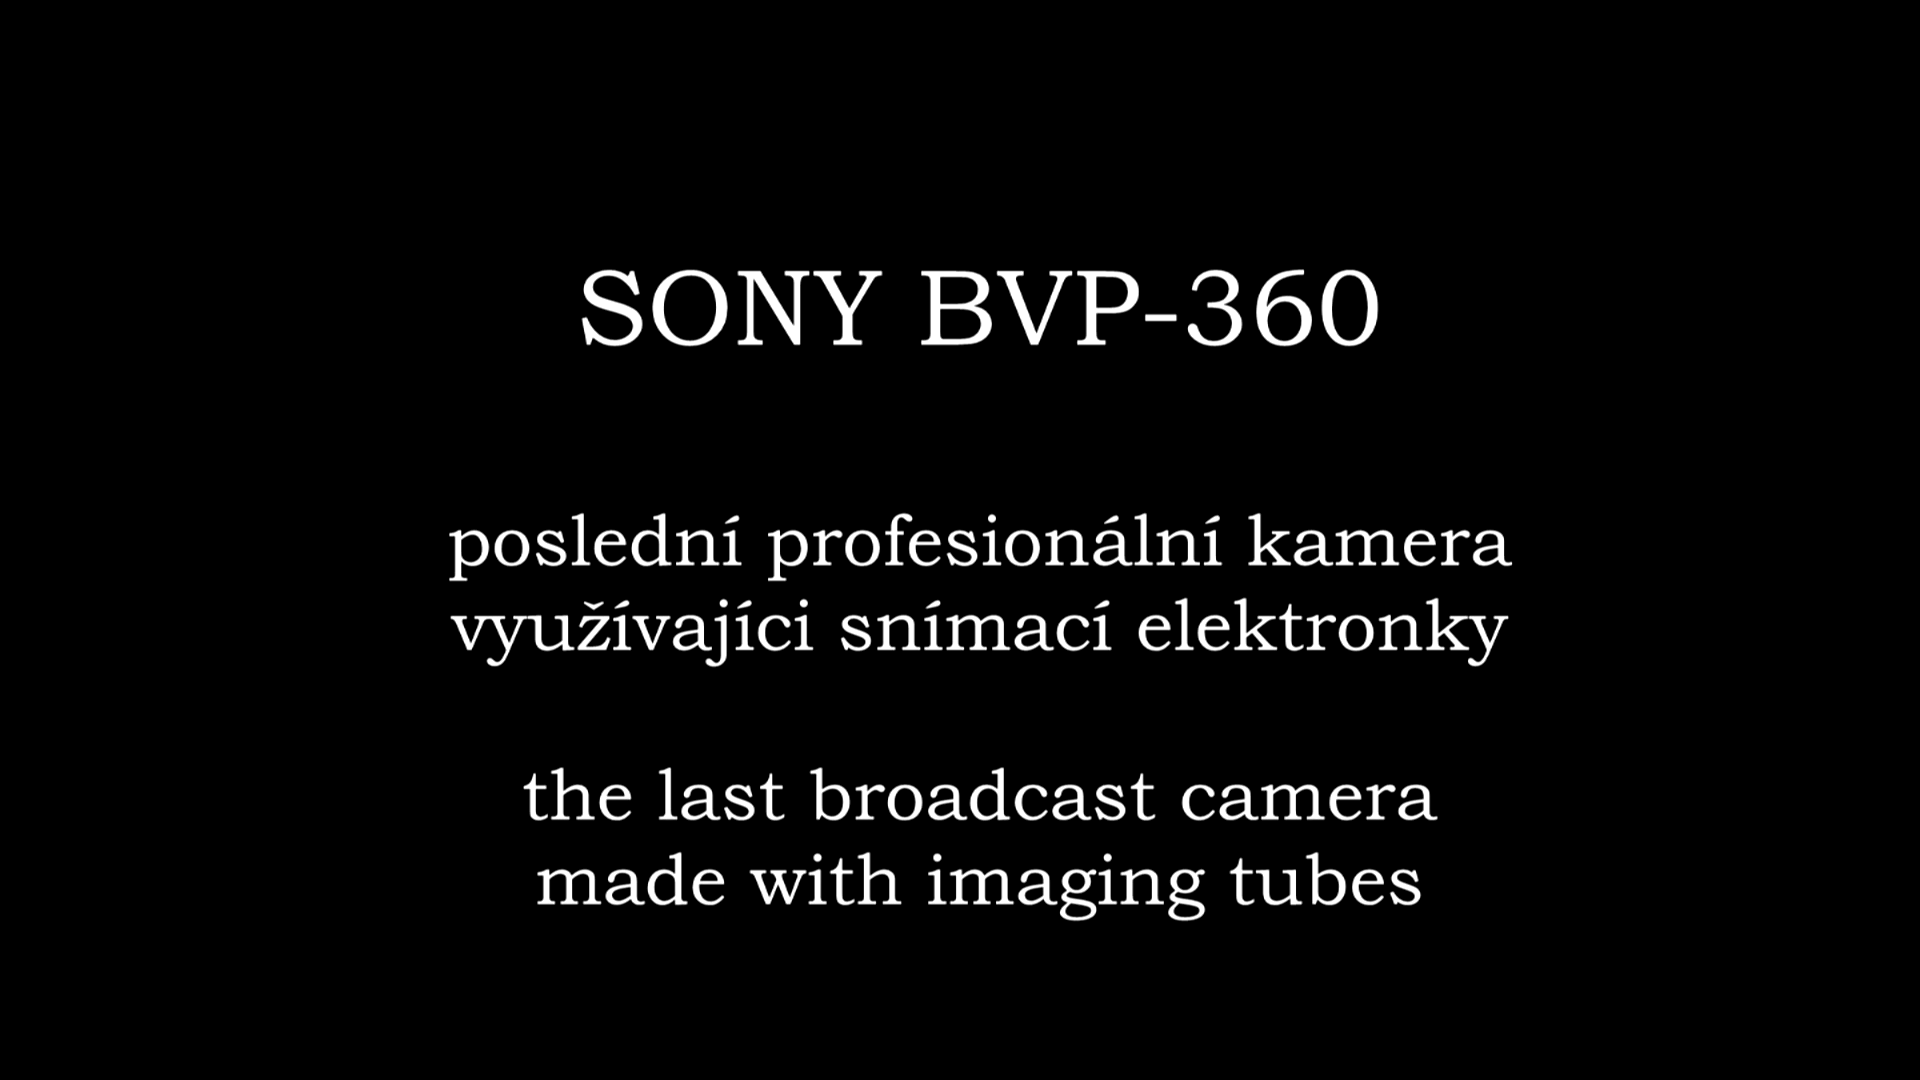 SONY BVP-360
poslední profesionální kamera
využívajíci snímací elektronky
the last broadcast camera
made with imaging tubes